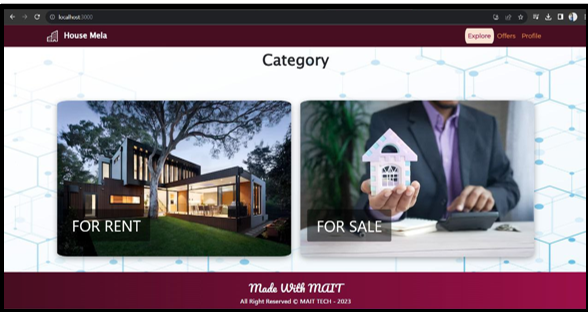 localhost:3000
House Mela
Explore Offers Profile
Category
FOR RENT
FOR SALE
Made With MAIT
All Right Reserved © MAIT TECH - 2023